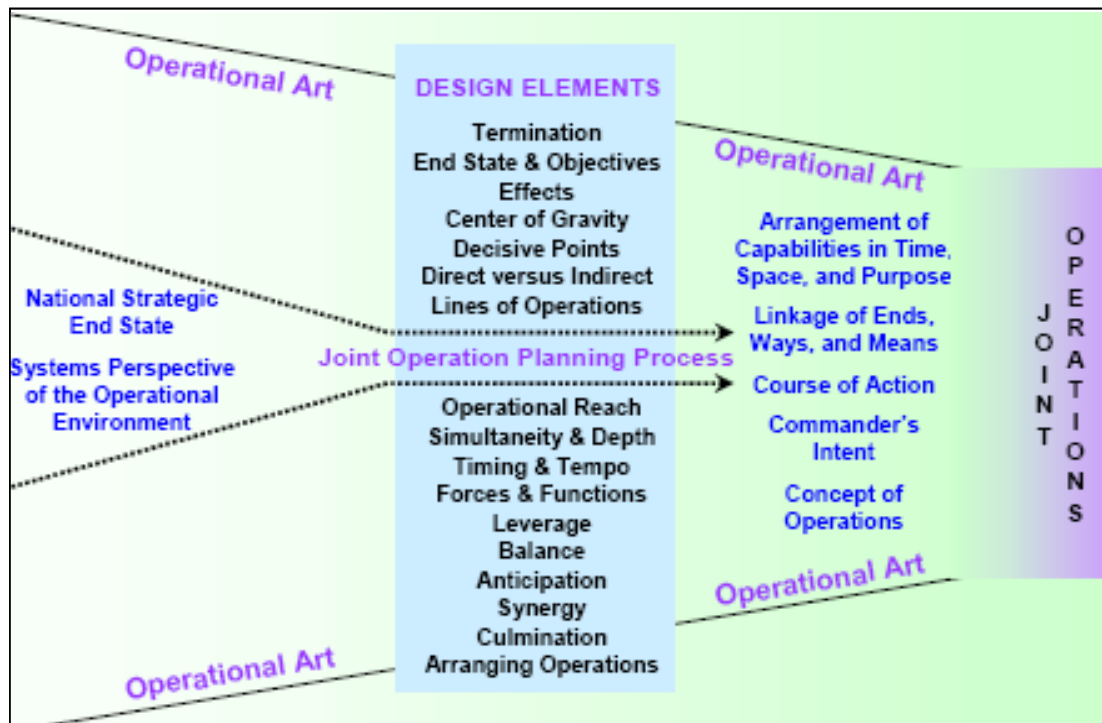 Operational Art
Operational Art
DESIGN ELEMENTS
Termination
End State & Objectives
Effects
Center of Gravity
Decisive Points
Direct versus Indirect
Lines of Operations
National Strategic
End State
Systems Perspective
of the Operational
Environment
Joint Operation Planning Process
Operational Reach
Simultaneity & Depth
Timing & Tempo
Forces & Functions
Leverage
Balance
Anticipation
Synergy
Culmination
Arranging Operations
Arrangement of
Capabilities in Time,
Space, and Purpose
Linkage of Ends,
Ways, and Means
Course of Action
Commander's
Intent
Concept of
Operations
Operational Art
Operational Art
JOINT
OPERATIONS